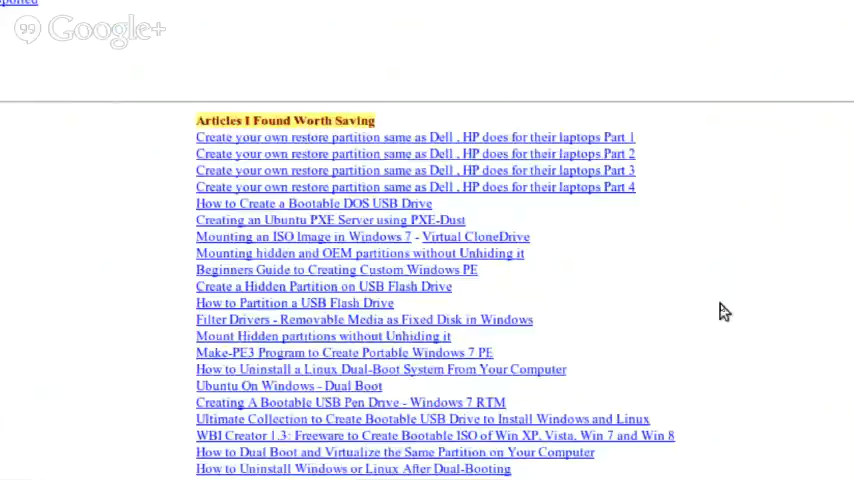 Google+
Articles I Found Worth Saving
Create your own restore partition same as Dell , HP does for their laptops Part 1
Create your own restore partition same as Dell , HP does for their laptops Part 2
Create your own restore partition same as Dell , HP does for their laptops Part 3
Create your own restore partition same as Dell , HP does for their laptops Part 4
How to Create a Bootable DOS USB Drive
Creating an Ubuntu PXE Server using PXE-Dust
Mounting an ISO Image in Windows 7 - Virtual CloneDrive
Mounting hidden and OEM partitions without Unhiding it
Beginners Guide to Creating Custom Windows PE
Create a Hidden Partition on USB Flash Drive
How to Partition a USB Flash Drive
Filter Drivers - Removable Media as Fixed Disk in Windows
Mount Hidden partitions without Unhiding it
Make-PE3 Program to Create Portable Windows 7 PE
How to Uninstall a Linux Dual-Boot System From Your Computer
Ubuntu On Windows - Dual Boot
Creating A Bootable USB Pen Drive - Windows 7 RTM
Ultimate Collection to Create Bootable USB Drive to Install Windows and Linux
WBI Creator 1.3: Freeware to Create Bootable ISO of Win XP, Vista, Win 7 and Win 8
How to Dual Boot and Virtualize the Same Partition on Your Computer
How to Uninstall Windows or Linux After Dual-Booting